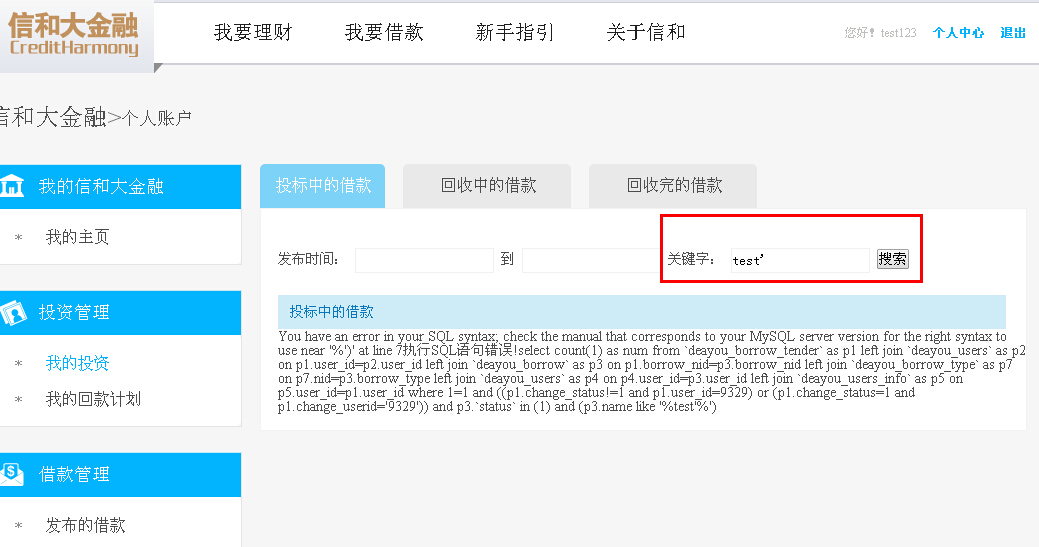 信和大金融
CreditHarmony
我要理财 我要借款 新手指引 关于信和
您好! test123 个人中心 退出
信和大金融>个人账户
我的信和大金融
* 我的主页
投资管理
* 我的投资
* 我的回款计划
借款管理
* 发布的借款
投标中的借款 回收中的借款 回收完的借款
发布时间: 到 关键字: test' 搜索
投标中的借款
You have an error in your SQL syntax; check the manual that corresponds to your MySQL server version for the right syntax to
use near '%')' at line 7执行SQL语句错误!select count(1) as num from `deayou_borrow_tender` as p1 left join `deayou_users` as p2
on p1.user_id=p2.user_id left join `deayou_borrow` as p3 on p1.borrow_nid=p3.borrow_nid left join `deayou_borrow_type` as p7
on p7.nid=p3.borrow_type left join `deayou_users` as p4 on p4.user_id=p3.user_id left join `deayou_users_info` as p5 on
p5.user_id=p1.user_id where 1=1 and ((p1.change_status!=1 and p1.user_id=9329) or (p1.change_status=1 and
p1.change_userid='9329')) and p3.`status` in (1) and (p3.name like '%test'%')